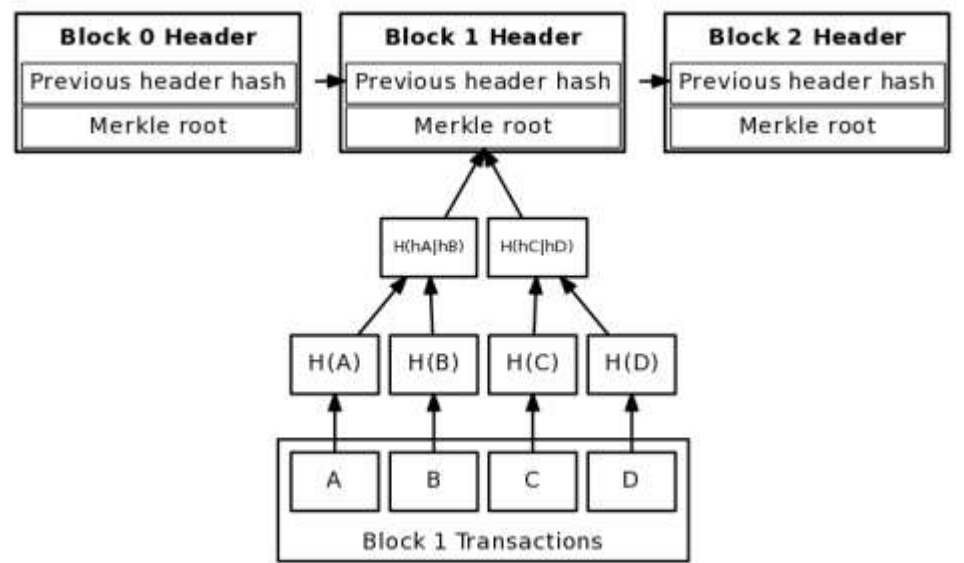 Block 0 Header
Previous header hash
Merkle root
Block 1 Header
Previous header hash
Merkle root
Block 2 Header
Previous header hash
Merkle root
H(hA|hB)
H(hC|hD)
H(A)
H(B)
H(C)
H(D)
A
B
C
D
Block 1 Transactions